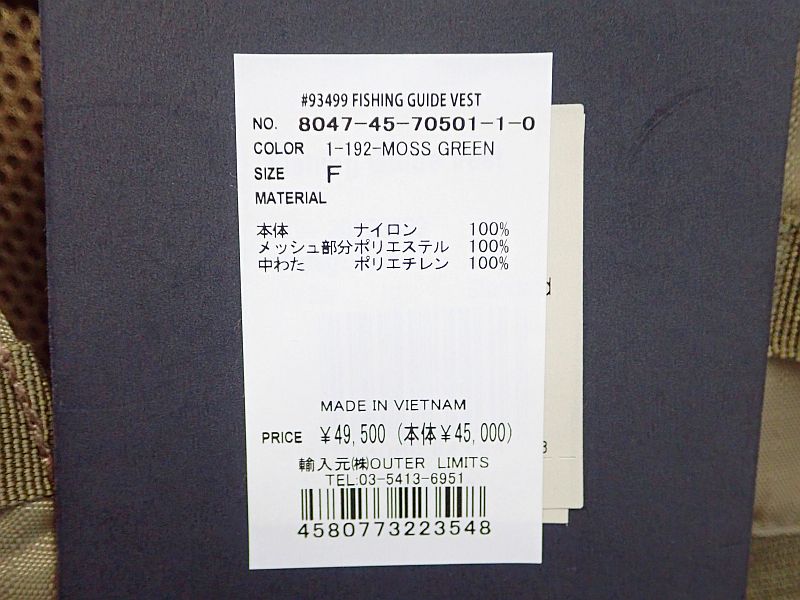 #93499 FISHING GUIDE VEST
NO. 8047-45-70501-1-0
COLOR 1-192-MOSS GREEN
SIZE F
MATERIAL
本体 ナイロン 100%
メッシュ部分ポリエステル 100%
中わた ポリエチレン 100%
MADE IN VIETNAM
PRICE ¥49,500 (本体¥45,000)
輸入元㈱OUTER LIMITS
TEL:03-5413-6951
4580773223548